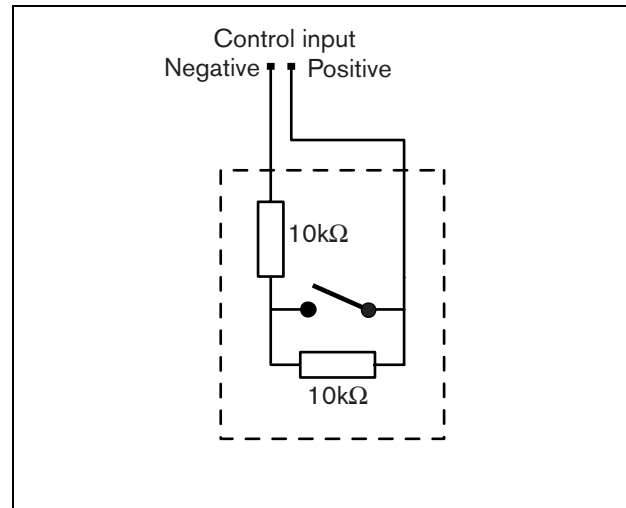 Control input
Negative Positive
10kΩ
10kΩ